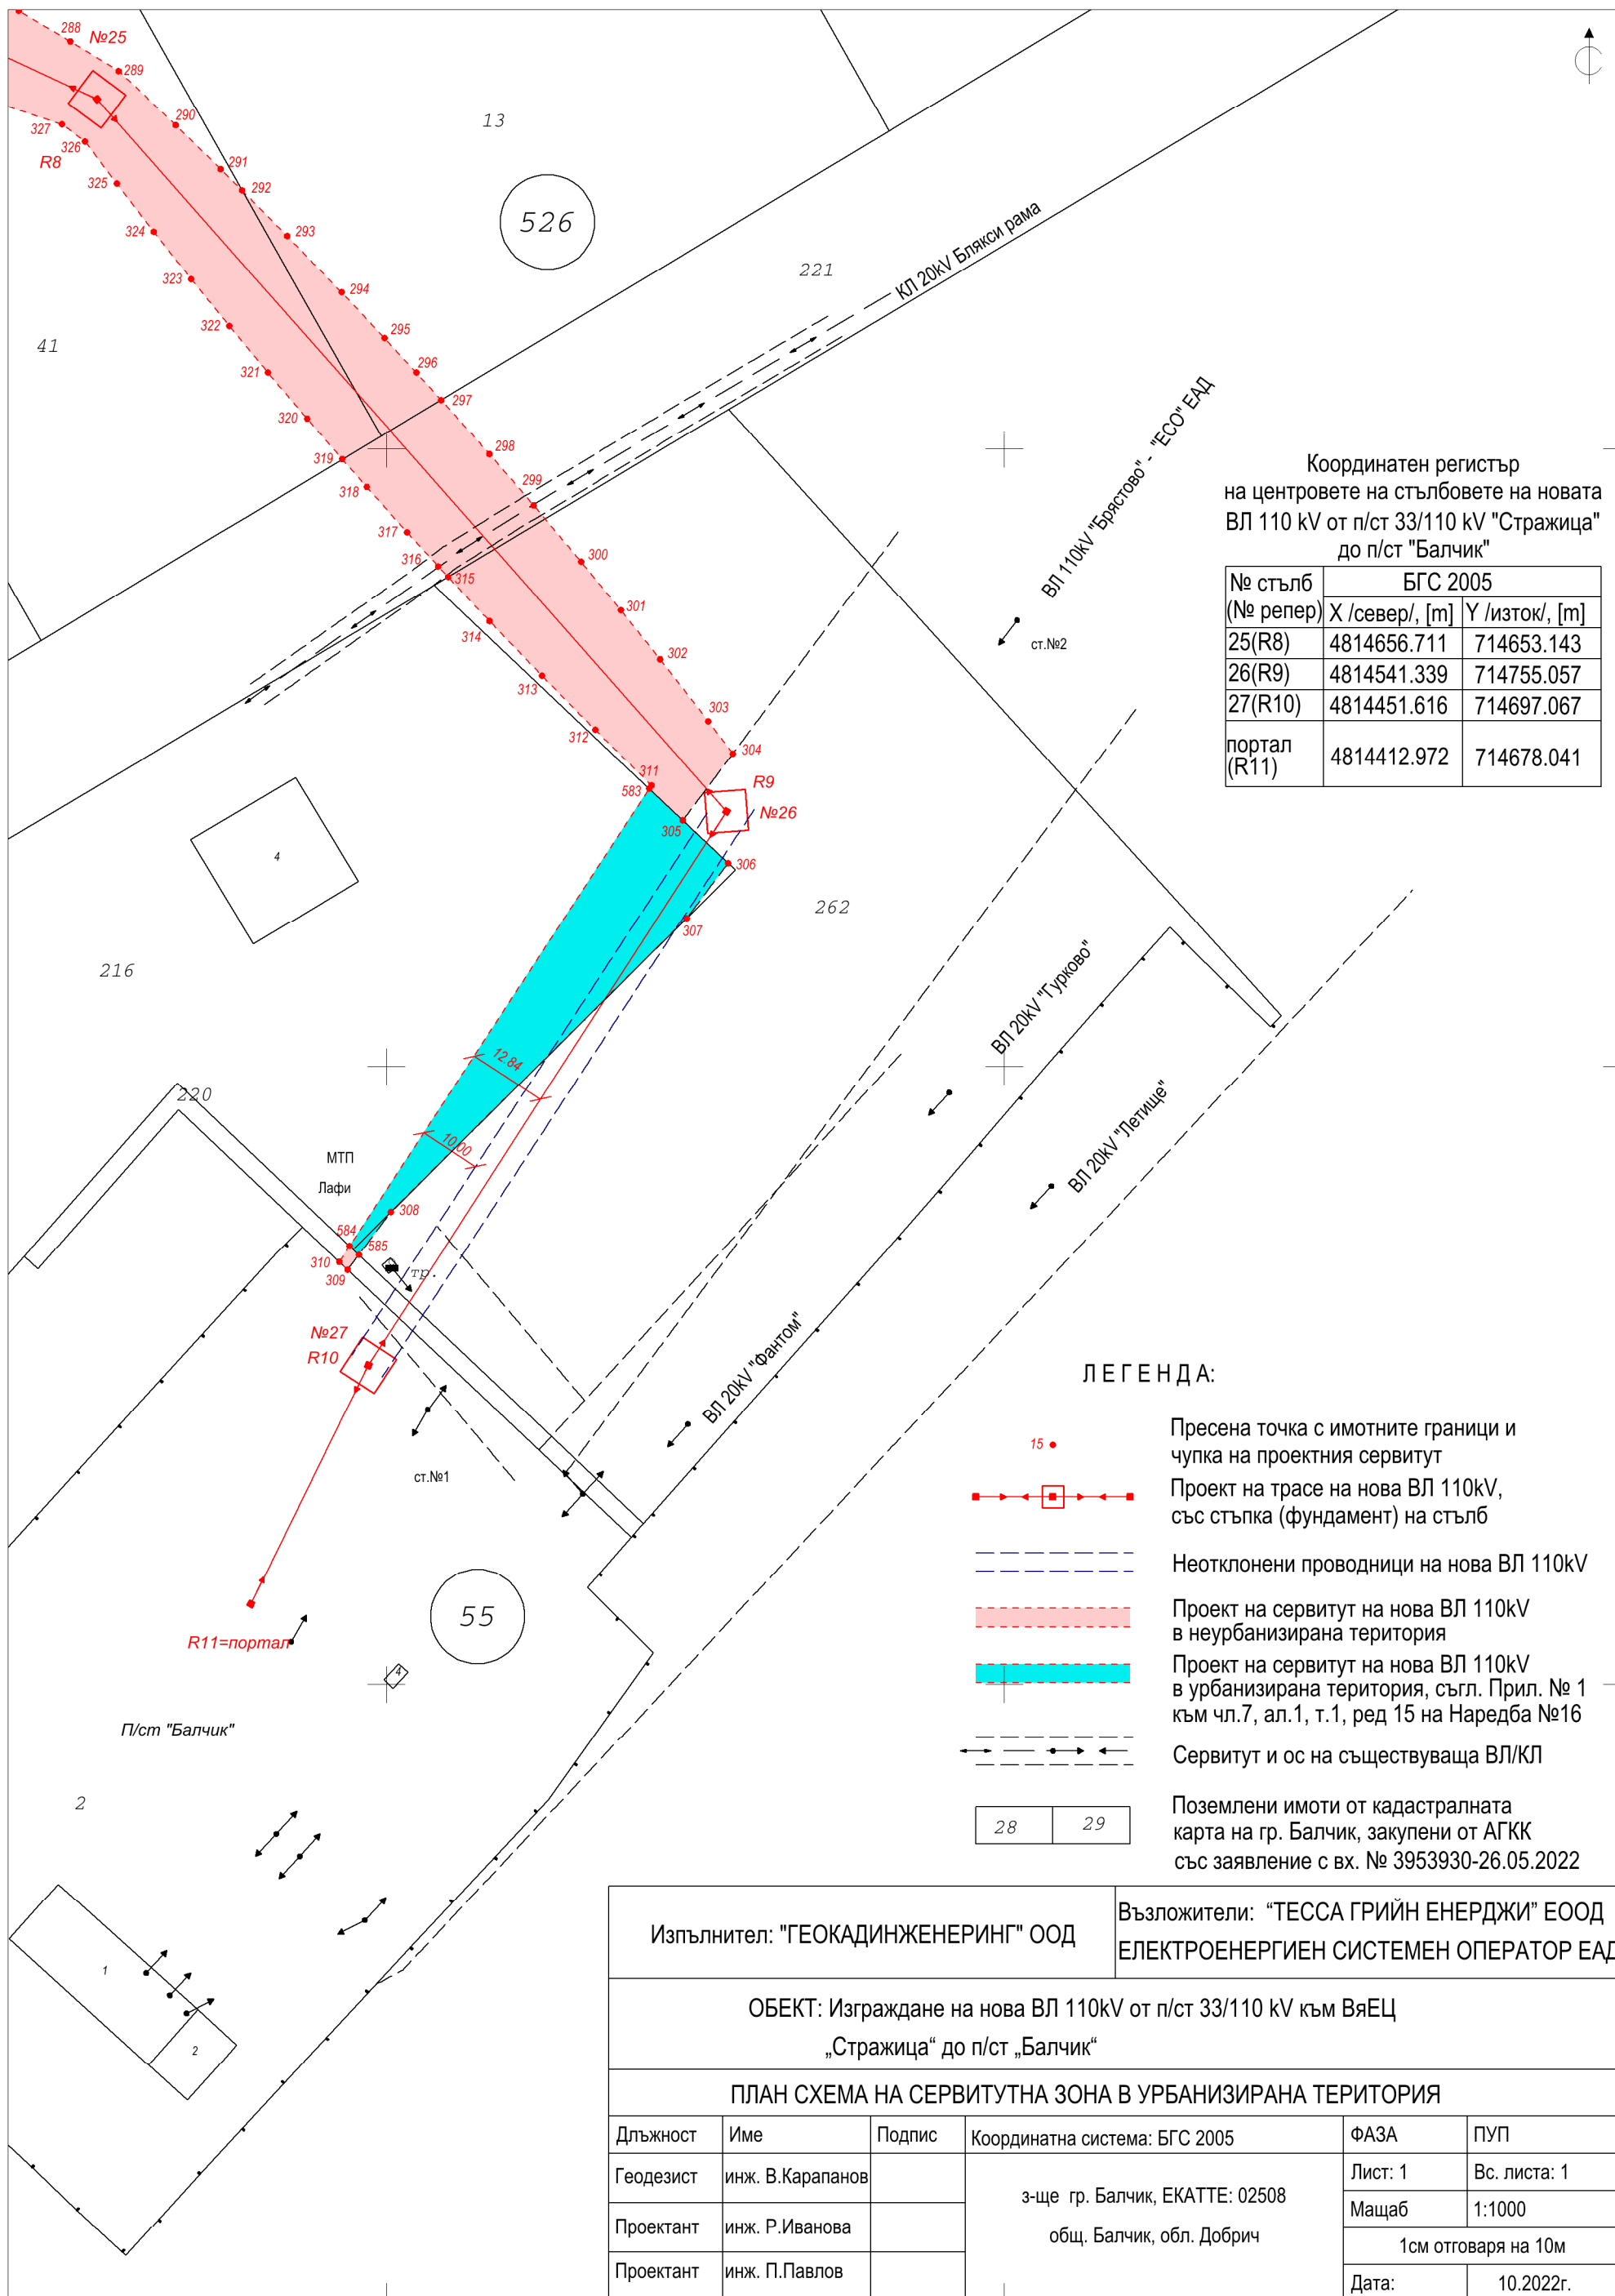 288
№25
289
290
327
326
R8
291
292
325
13
526
324
293
221
КЛ 20kV Блякси рама
323
294
322
295
41
321
296
297
320
319
298
318
299
317
316
315
300
314
301
313
302
303
312
304
311
583
R9
305
№26
306
307
ВЛ 110kV "Брястово" - "ЕСО" ЕАД
ст.№2
Координатен регистър
на центровете на стълбовете на новата
ВЛ 110 kV от п/ст 33/110 kV "Стражица"
до п/ст "Балчик"
№ стълб
(№ репер)
БГС 2005
X /север/, [m]
Y /изток/, [m]
25(R8) 4814656.711 714653.143
26(R9) 4814541.339 714755.057
27(R10) 4814451.616 714697.067
портал
(R11)
4814412.972 714678.041
4
262
216
ВЛ 20kV "Гурково"
12.84
220
ВЛ 20kV "Летище"
10.00
МТП
Лафи
308
584
585
310
309
тр.
№27
R10
ВЛ 20kV "Фантом"
ст.№1
55
R11=портал
4
П/ст "Балчик"
2
1
2
Л Е Г Е Н Д А:
15
Пресена точка с имотните граници и
чупка на проектния сервитут
Проект на трасе на нова ВЛ 110kV,
със стъпка (фундамент) на стълб
Неотклонени проводници на нова ВЛ 110kV
Проект на сервитут на нова ВЛ 110kV
в неурбанизирана територия
Проект на сервитут на нова ВЛ 110kV
в урбанизирана територия, съгл. Прил. № 1
към чл.7, ал.1, т.1, ред 15 на Наредба №16
Сервитут и ос на съществуваща ВЛ/КЛ
28 29
Поземлени имоти от кадастралната
карта на гр. Балчик, закупени от АГКК
със заявление с вх. № 3953930-26.05.2022
Изпълнител: "ГЕОКАДИНЖЕНЕРИНГ" ООД
Възложители: “ТЕССА ГРИЙН ЕНЕРДЖИ” ЕООД
ЕЛЕКТРОЕНЕРГИЕН СИСТЕМЕН ОПЕРАТОР ЕАД
ОБЕКТ: Изграждане на нова ВЛ 110kV от п/ст 33/110 kV към ВяЕЦ
„Стражица“ до п/ст „Балчик“
ПЛАН СХЕМА НА СЕРВИТУТНА ЗОНА В УРБАНИЗИРАНА ТЕРИТОРИЯ
Длъжност Име Подпис Координатна система: БГС 2005 ФАЗА ПУП
Геодезист инж. В.Карапанов
Лист: 1 Вс. листа: 1
з-ще гр. Балчик, ЕКАТТЕ: 02508
Мащаб 1:1000
Проектант инж. Р.Иванова
общ. Балчик, обл. Добрич
1см отговаря на 10м
Проектант инж. П.Павлов
Дата: 10.2022г.